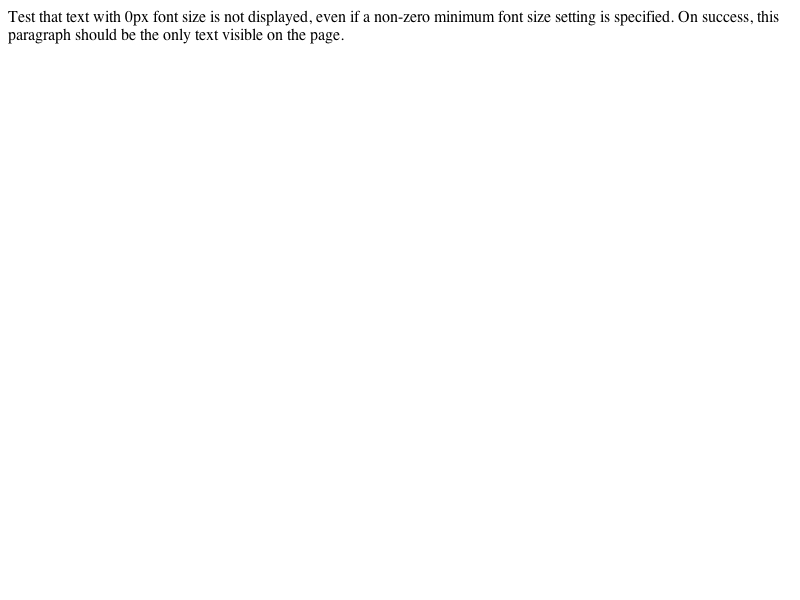 Test that text with 0px font size is not displayed, even if a non-zero minimum font size setting is specified. On success, this
paragraph should be the only text visible on the page.